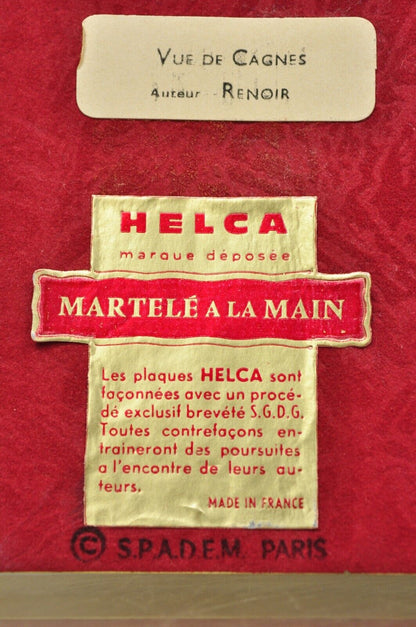 VUE DE CAGNES
Auteur - RENOIR
HELCA
marque déposée
MARTELÉ A LA MAIN
Les plaques HELCA sont
façonnées avec un procé-
dé exclusif breveté S.G.D.G.
Toutes contrefaçons en-
traineront des poursuites
a l'encontre de leurs au-
teurs.
MADE IN FRANCE
© S.P.A.D.E.M. PARIS